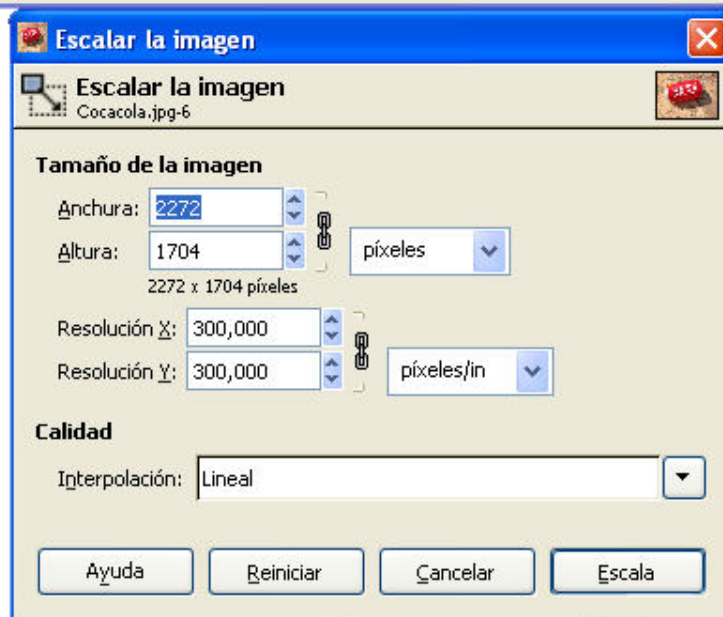 Escalar la imagen
Escalar la imagen
Cocacola.jpg-6
Tamaño de la imagen
Anchura: 2272
Altura: 1704 píxeles
2272 x 1704 píxeles
Resolución X: 300,000
Resolución Y: 300,000 píxeles/in
Calidad
Interpolación: Lineal
Ayuda Reiniciar Cancelar Escala